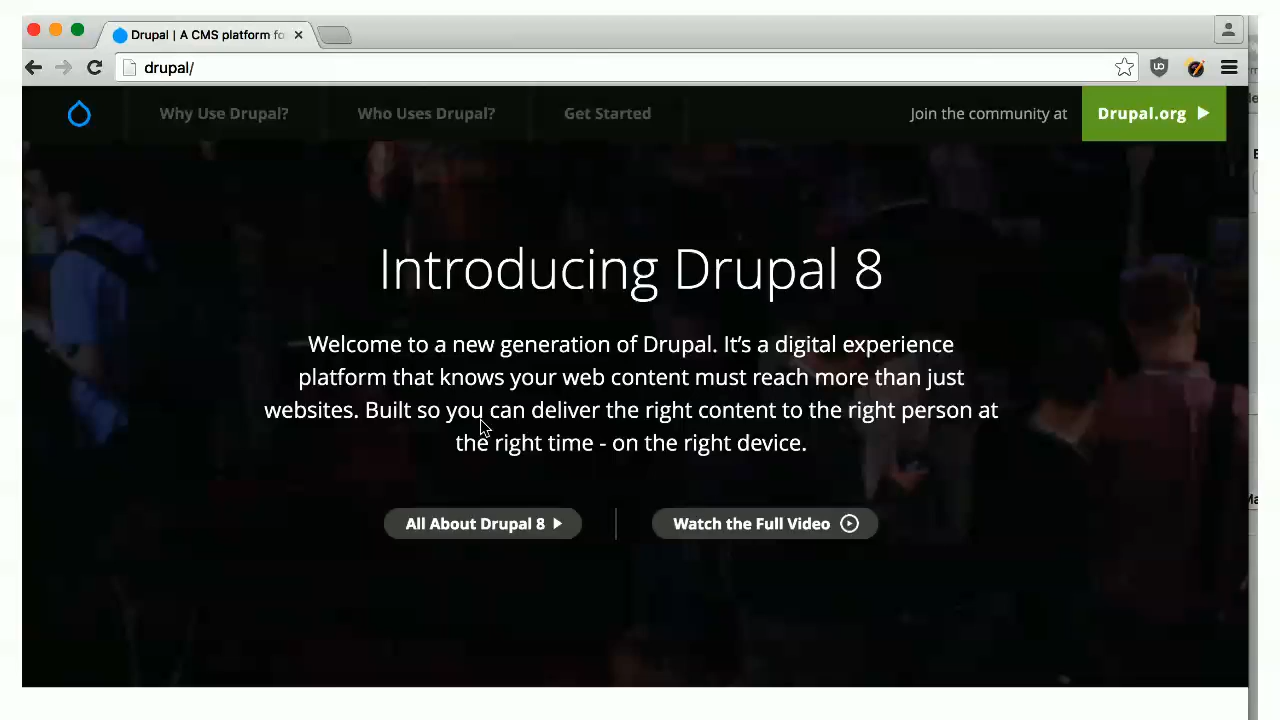 Drupal | A CMS platform fo
drupal/
Why Use Drupal?
Who Uses Drupal?
Get Started
Join the community at
Drupal.org
Introducing Drupal 8
Welcome to a new generation of Drupal. It’s a digital experience
platform that knows your web content must reach more than just
websites. Built so you can deliver the right content to the right person at
the right time - on the right device.
All About Drupal 8
Watch the Full Video